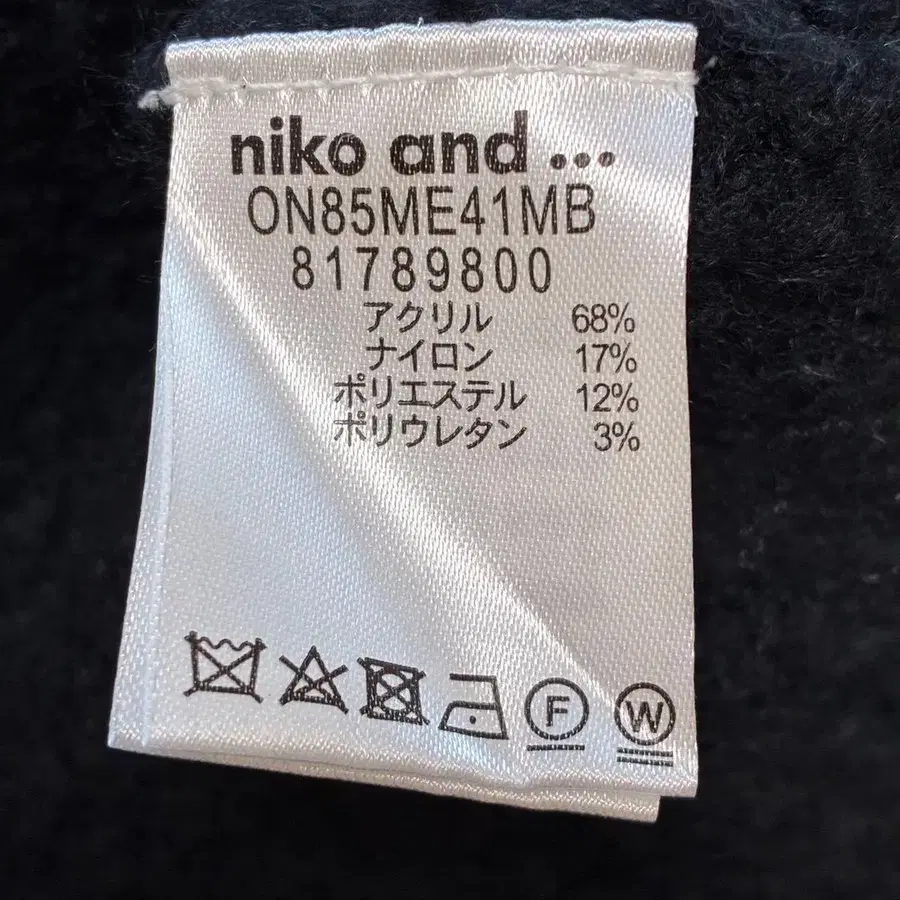 niko and ...
ON85ME41MB
81789800
アクリル 68%
ナイロン 17%
ポリエステル 12%
ポリウレタン 3%
F W